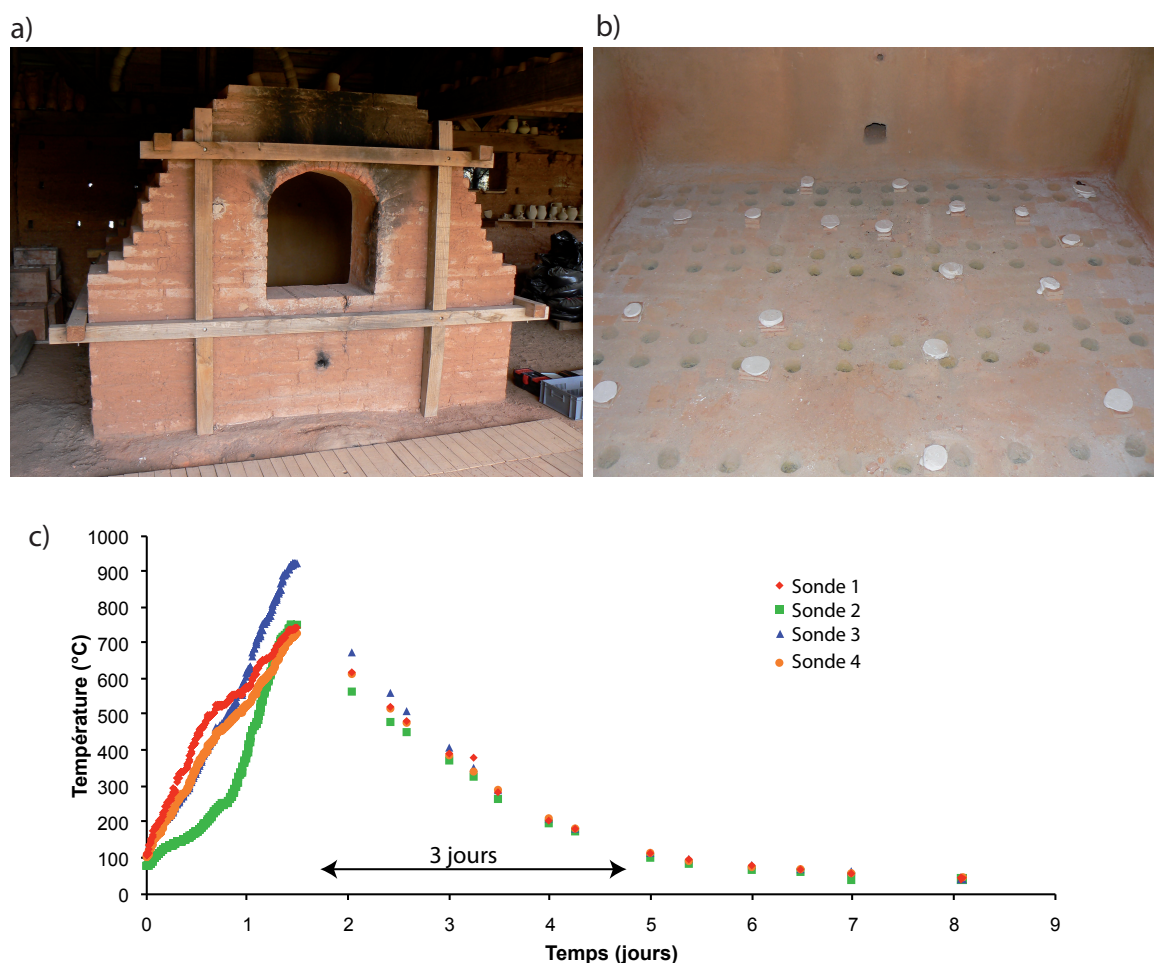 a)
b)
c)
1000
900
800
700
600
500
400
300
200
100
0
Température (°C)
Sonde 1
Sonde 2
Sonde 3
Sonde 4
3 jours
0 1 2 3 4 5 6 7 8 9
Temps (jours)